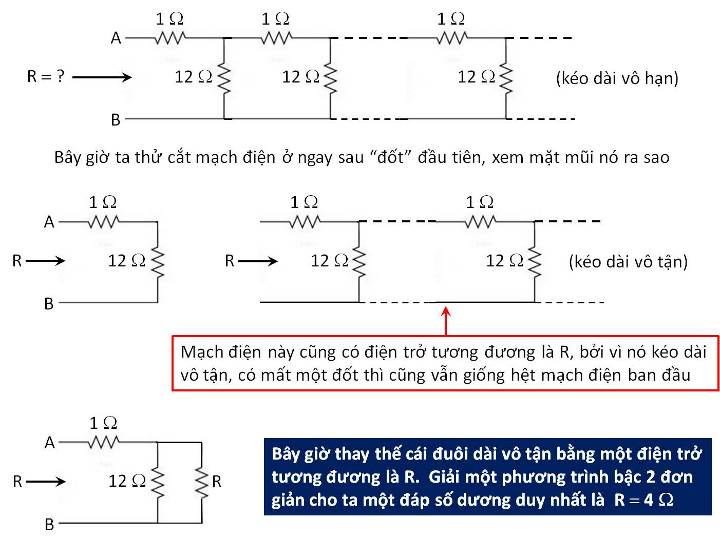 1 Ω 1 Ω 1 Ω
A
R = ? 12 Ω 12 Ω 12 Ω (kéo dài vô hạn)
B
Bây giờ ta thử cắt mạch điện ở ngay sau “đốt” đầu tiên, xem mặt mũi nó ra sao
1 Ω 1 Ω 1 Ω
A
R 12 Ω R 12 Ω 12 Ω (kéo dài vô tận)
B
Mạch điện này cũng có điện trở tương đương là R, bởi vì nó kéo dài
vô tận, có mất một đốt thì cũng vẫn giống hệt mạch điện ban đầu
1 Ω
A
R 12 Ω R
B
Bây giờ thay thế cái đuôi dài vô tận bằng một điện trở
tương đương là R. Giải một phương trình bậc 2 đơn
giản cho ta một đáp số dương duy nhất là R = 4 Ω